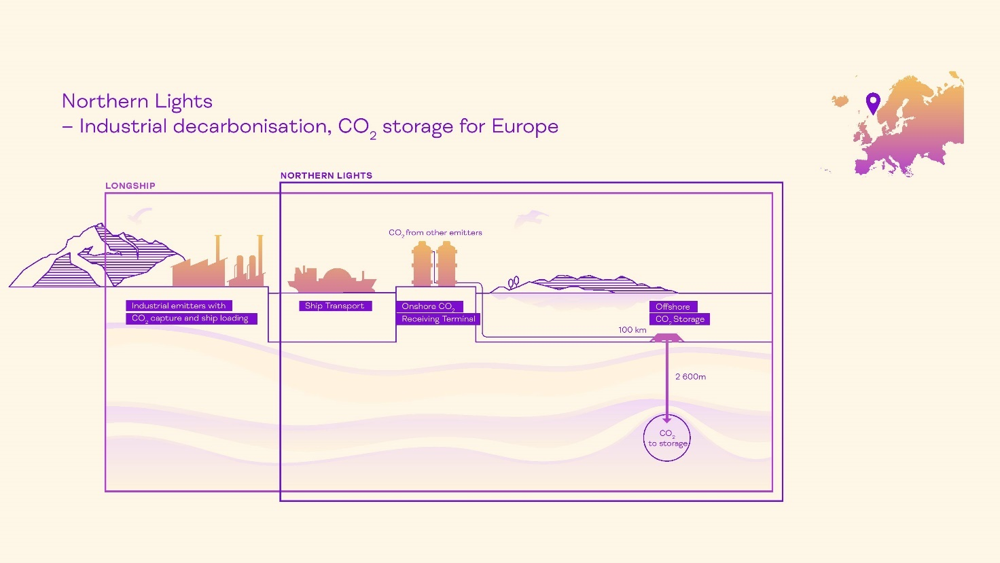 Northern Lights
– Industrial decarbonisation, CO₂ storage for Europe
NORTHERN LIGHTS
LONGSHIP
CO₂ from other emitters
Industrial emitters with
CO₂ capture and ship loading
Ship Transport
Onshore CO₂
Receiving Terminal
Offshore
CO₂ Storage
100 km
2 600m
CO₂
to storage